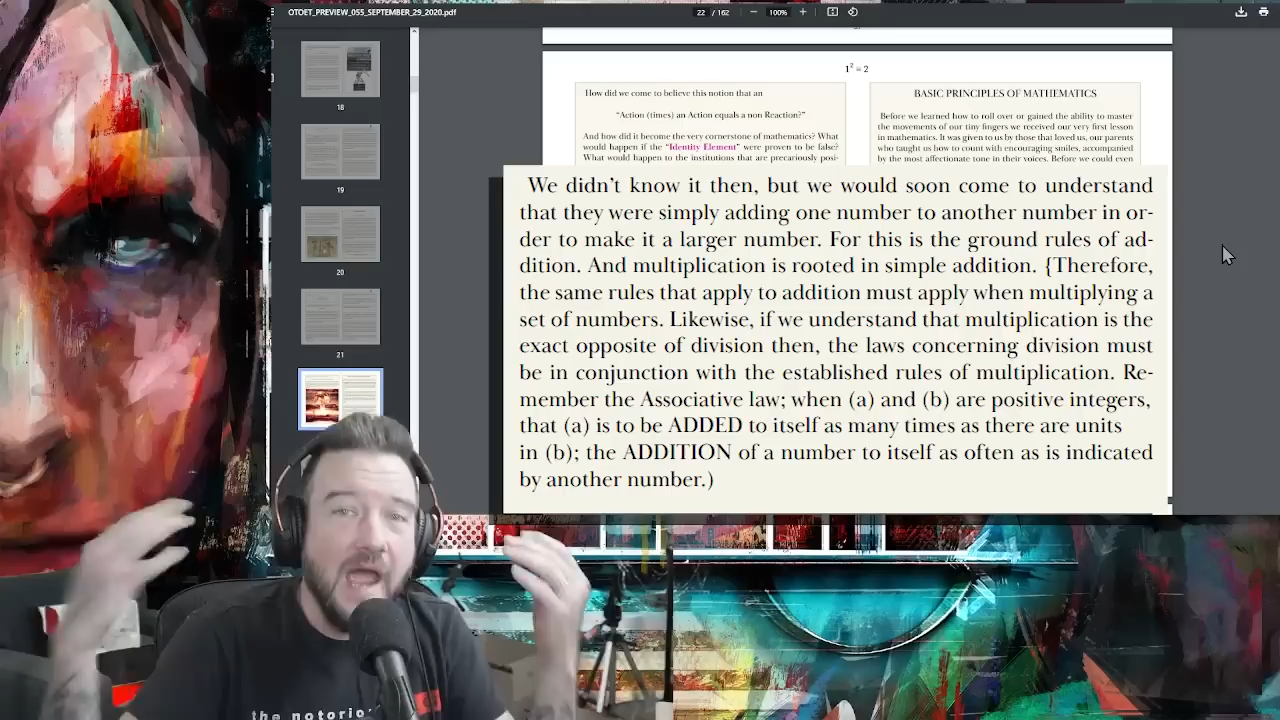 OTOET_PREVIEW_055_SEPTEMBER_29_2020.pdf
22 / 162
100%
18
19
20
21
1² = 2
How did we come to believe this notion that an
“Action (times) an Action equals a non Reaction?”
And how did it become the very cornerstone of mathematics? What
would happen if the “Identity Element” were proven to be false?
What would happen to the institutions that are precariously posi-
BASIC PRINCIPLES OF MATHEMATICS
Before we learned how to roll over or gained the ability to master
the movements of our tiny fingers we received our very first lesson
in mathematics. It was given to us by those that loved us, our parents
who taught us how to count with encouraging smiles, accompanied
by the most affectionate tone in their voices. Before we could even
We didn’t know it then, but we would soon come to understand
that they were simply adding one number to another number in or-
der to make it a larger number. For this is the ground rules of ad-
dition. And multiplication is rooted in simple addition. {Therefore,
the same rules that apply to addition must apply when multiplying a
set of numbers. Likewise, if we understand that multiplication is the
exact opposite of division then, the laws concerning division must
be in conjunction with the established rules of multiplication. Re-
member the Associative law; when (a) and (b) are positive integers,
that (a) is to be ADDED to itself as many times as there are units
in (b); the ADDITION of a number to itself as often as is indicated
by another number.)
the notorio